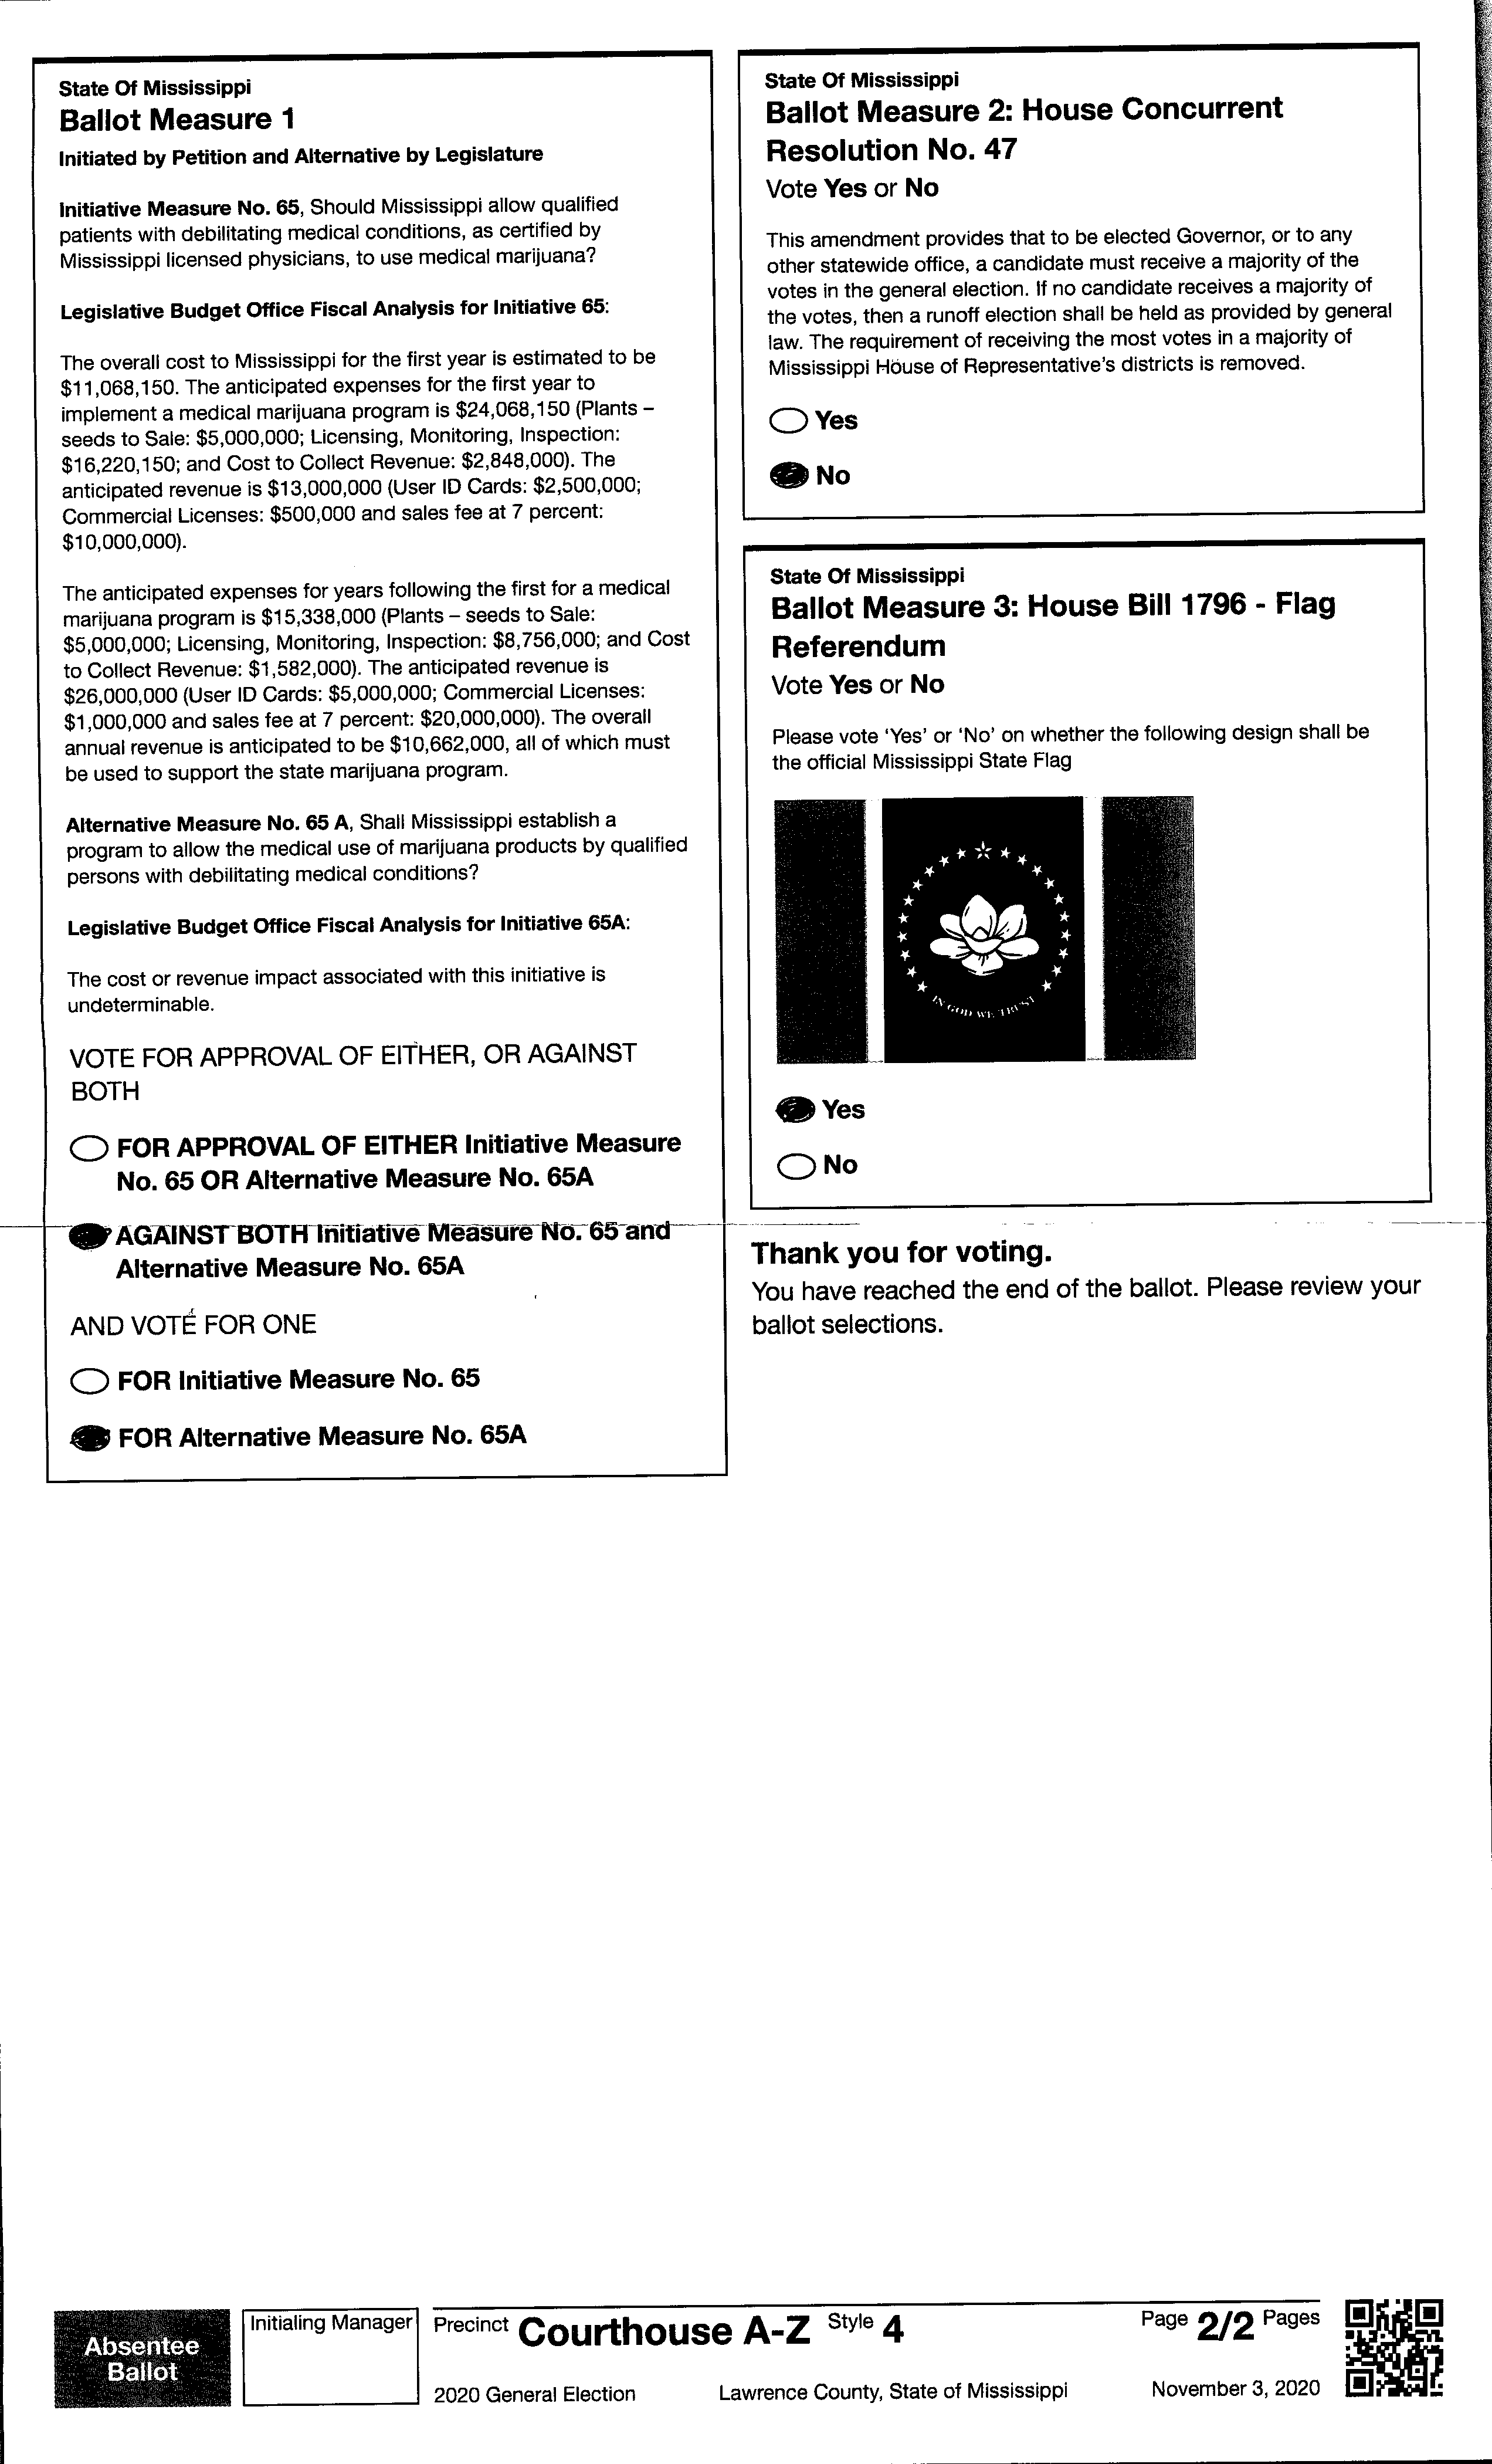 State Of Mississippi
Ballot Measure 1
Initiated by Petition and Alternative by Legislature
Initiative Measure No. 65, Should Mississippi allow qualified
patients with debilitating medical conditions, as certified by
Mississippi licensed physicians, to use medical marijuana?
Legislative Budget Office Fiscal Analysis for Initiative 65:
The overall cost to Mississippi for the first year is estimated to be
$11,068,150. The anticipated expenses for the first year to
implement a medical marijuana program is $24,068,150 (Plants –
seeds to Sale: $5,000,000; Licensing, Monitoring, Inspection:
$16,220,150; and Cost to Collect Revenue: $2,848,000). The
anticipated revenue is $13,000,000 (User ID Cards: $2,500,000;
Commercial Licenses: $500,000 and sales fee at 7 percent:
$10,000,000).
The anticipated expenses for years following the first for a medical
marijuana program is $15,338,000 (Plants – seeds to Sale:
$5,000,000; Licensing, Monitoring, Inspection: $8,756,000; and Cost
to Collect Revenue: $1,582,000). The anticipated revenue is
$26,000,000 (User ID Cards: $5,000,000; Commercial Licenses:
$1,000,000 and sales fee at 7 percent: $20,000,000). The overall
annual revenue is anticipated to be $10,662,000, all of which must
be used to support the state marijuana program.
Alternative Measure No. 65 A, Shall Mississippi establish a
program to allow the medical use of marijuana products by qualified
persons with debilitating medical conditions?
Legislative Budget Office Fiscal Analysis for Initiative 65A:
The cost or revenue impact associated with this initiative is
undeterminable.
VOTE FOR APPROVAL OF EITHER, OR AGAINST
BOTH
FOR APPROVAL OF EITHER Initiative Measure
No. 65 OR Alternative Measure No. 65A
AGAINST BOTH Initiative Measure No. 65 and
Alternative Measure No. 65A
AND VOTE FOR ONE
FOR Initiative Measure No. 65
FOR Alternative Measure No. 65A
State Of Mississippi
Ballot Measure 2: House Concurrent
Resolution No. 47
Vote Yes or No
This amendment provides that to be elected Governor, or to any
other statewide office, a candidate must receive a majority of the
votes in the general election. If no candidate receives a majority of
the votes, then a runoff election shall be held as provided by general
law. The requirement of receiving the most votes in a majority of
Mississippi House of Representative's districts is removed.
Yes
No
State Of Mississippi
Ballot Measure 3: House Bill 1796 - Flag
Referendum
Vote Yes or No
Please vote 'Yes' or 'No' on whether the following design shall be
the official Mississippi State Flag
IN GOD WE TRUST
Yes
No
Thank you for voting.
You have reached the end of the ballot. Please review your
ballot selections.
Absentee
Ballot
Initialing Manager
Precinct Courthouse A-Z Style 4
Page 2/2 Pages
2020 General Election
Lawrence County, State of Mississippi
November 3, 2020